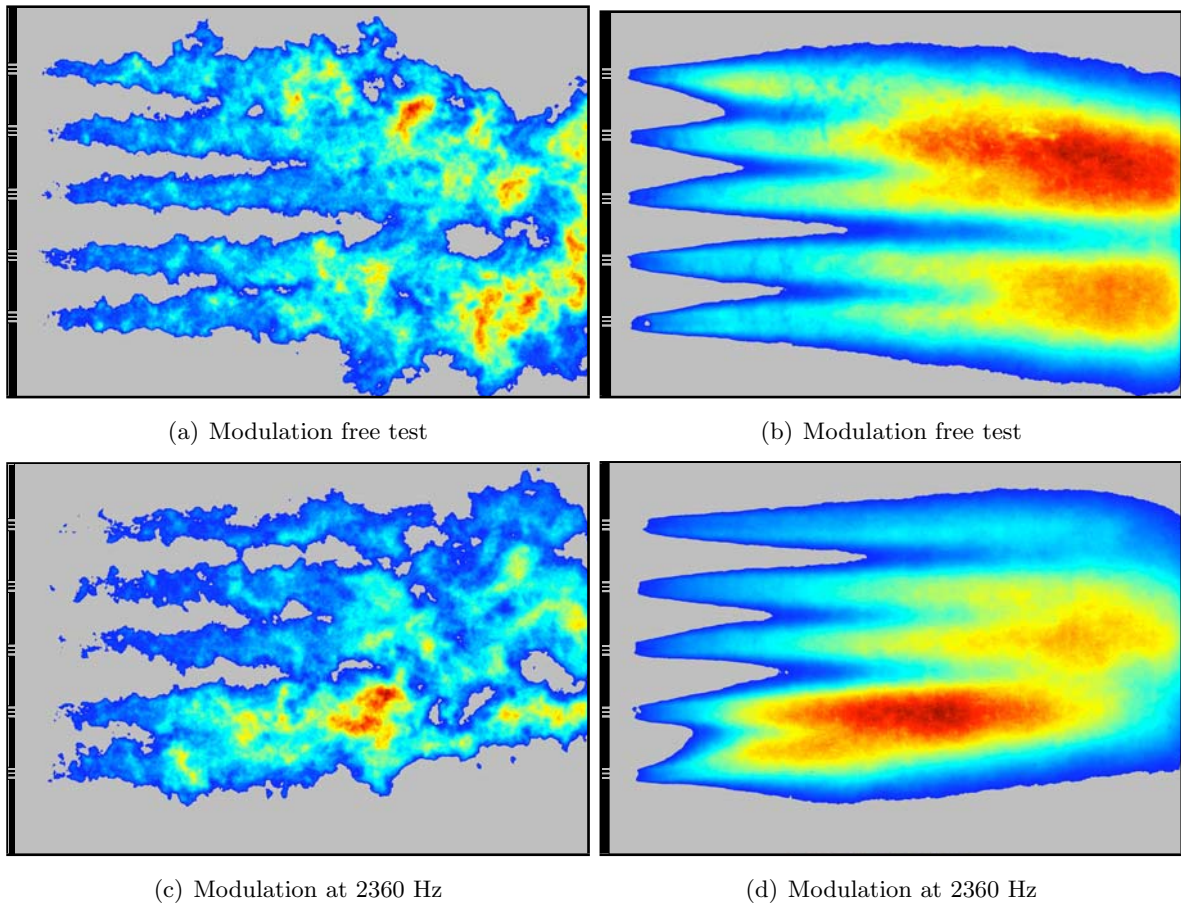 (a) Modulation free test
(b) Modulation free test
(c) Modulation at 2360 Hz
(d) Modulation at 2360 Hz